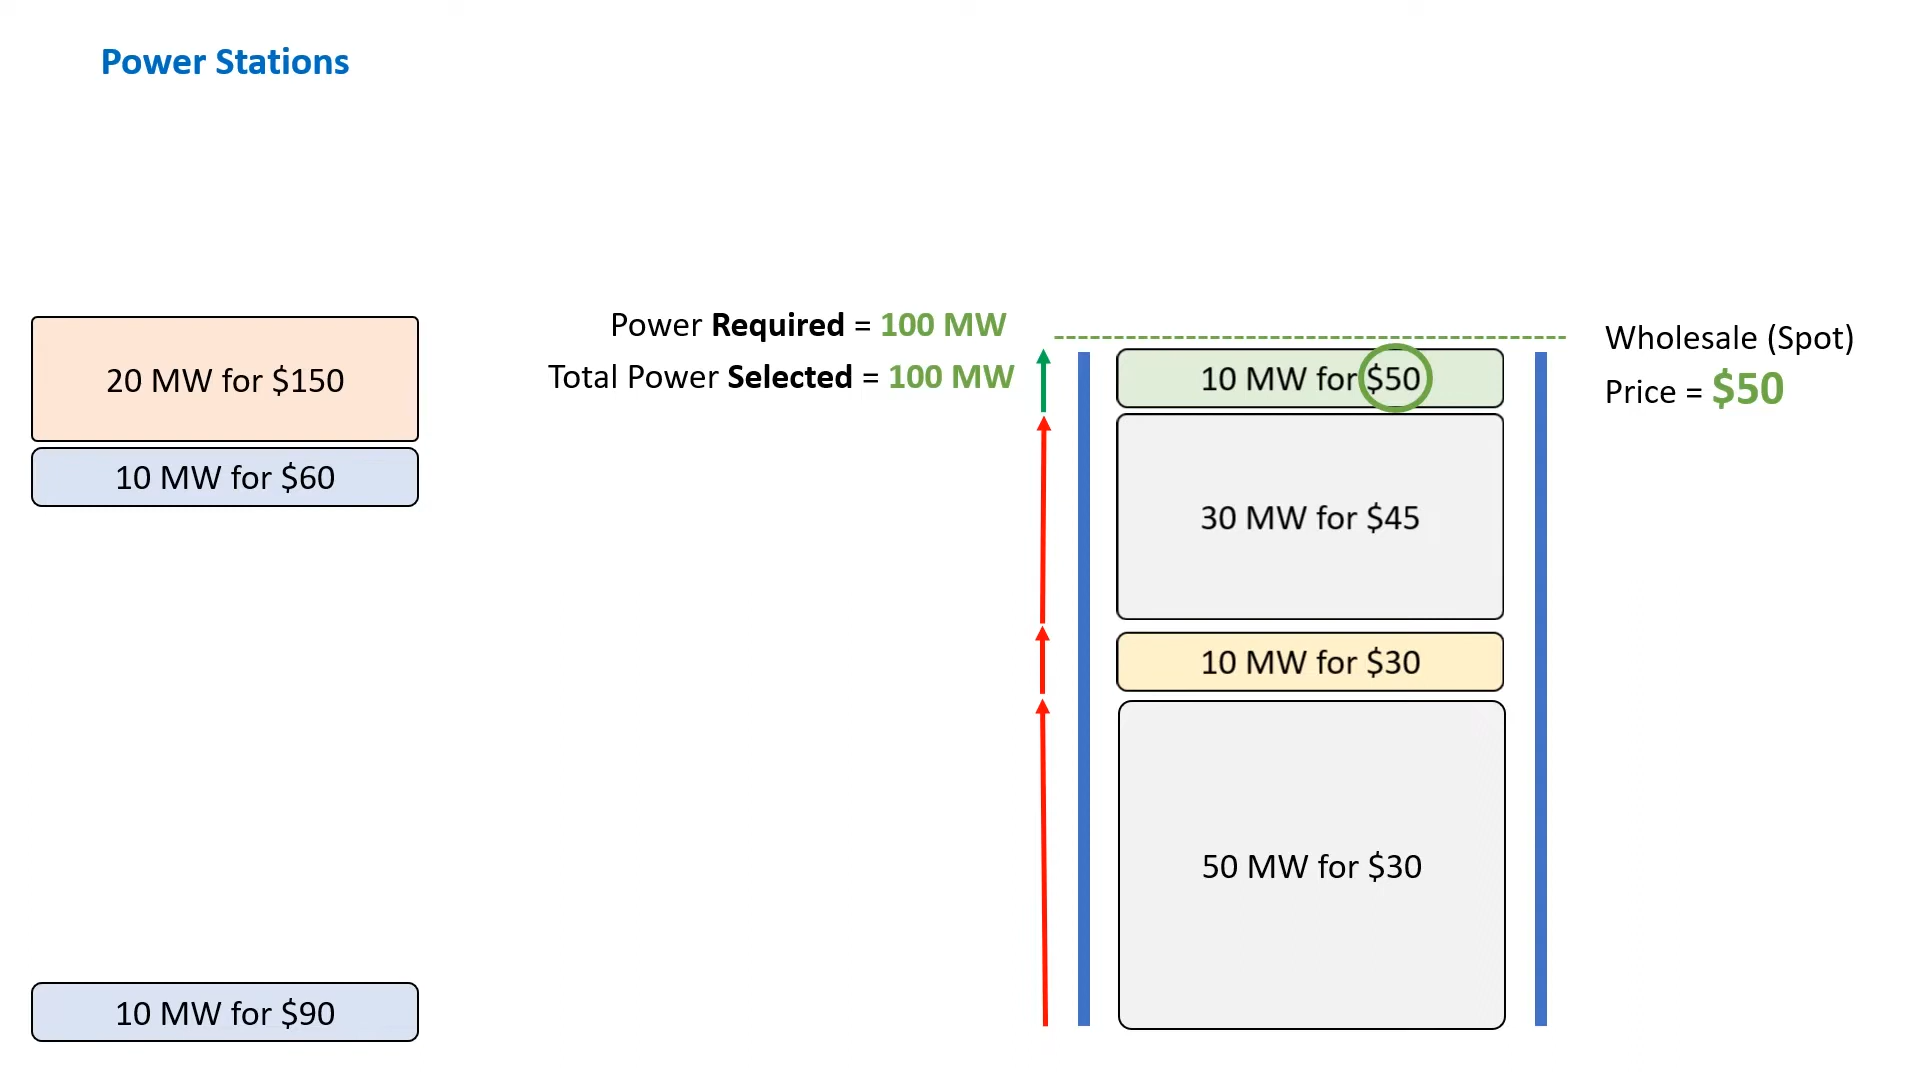 Power Stations
20 MW for $150
10 MW for $60
10 MW for $90
Power Required = 100 MW
Total Power Selected = 100 MW
10 MW for $50
30 MW for $45
10 MW for $30
50 MW for $30
Wholesale (Spot)
Price = $50